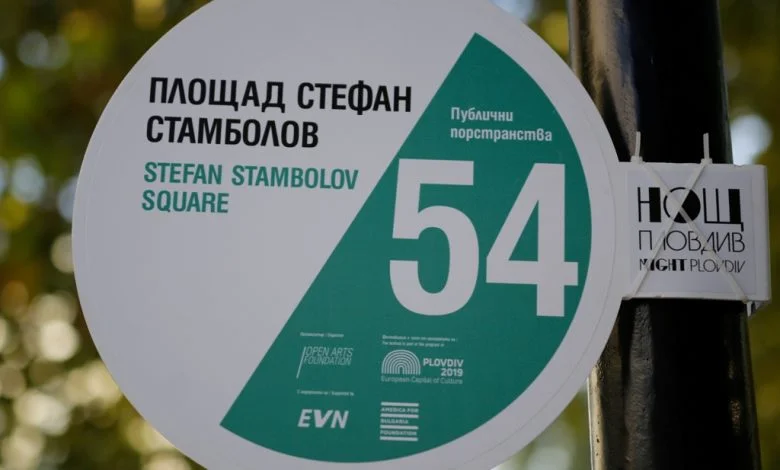 ПЛОЩАД СТЕФАН
СТАМБОЛОВ
STEFAN STAMBOLOV
SQUARE
Публични
порстранства
54
OPEN ARTS
FOUNDATION
PLOVDIV
2019
European Capital of Culture
EVN
AMERICA FOR
BULGARIA
FOUNDATION
НОЩ
ПЛОВДИВ
NIGHT PLOVDIV